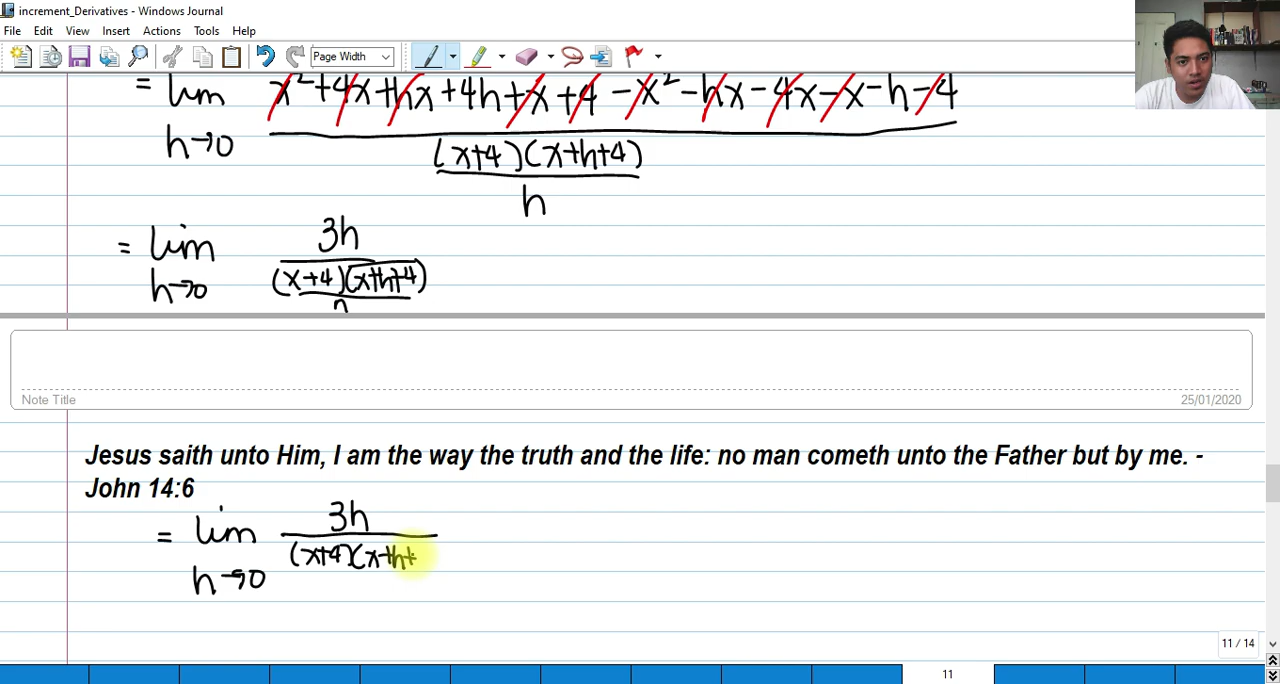 increment_Derivatives - Windows Journal
File Edit View Insert Actions Tools Help
Page Width
= lim x²+4x+hx+4h+x+4-x²-hx-4x-x-h-4
h→0 (x+4)(x+h+4)
h
= lim 3h
h→0 (x+4)(x+h+4)
h
Note Title 25/01/2020
Jesus saith unto Him, I am the way the truth and the life: no man cometh unto the Father but by me. -
John 14:6
= lim 3h
h→0 (x+4)(x+h+
11 / 14
11